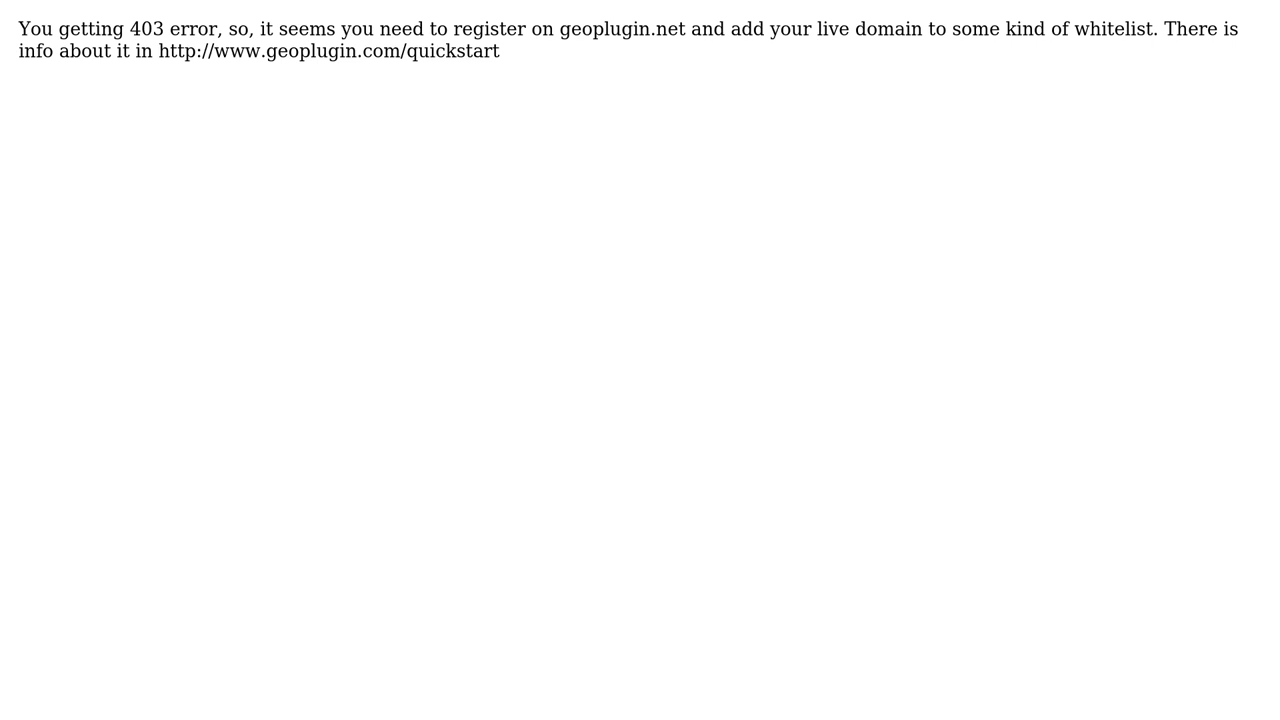 You getting 403 error, so, it seems you need to register on geoplugin.net and add your live domain to some kind of whitelist. There is
info about it in http://www.geoplugin.com/quickstart